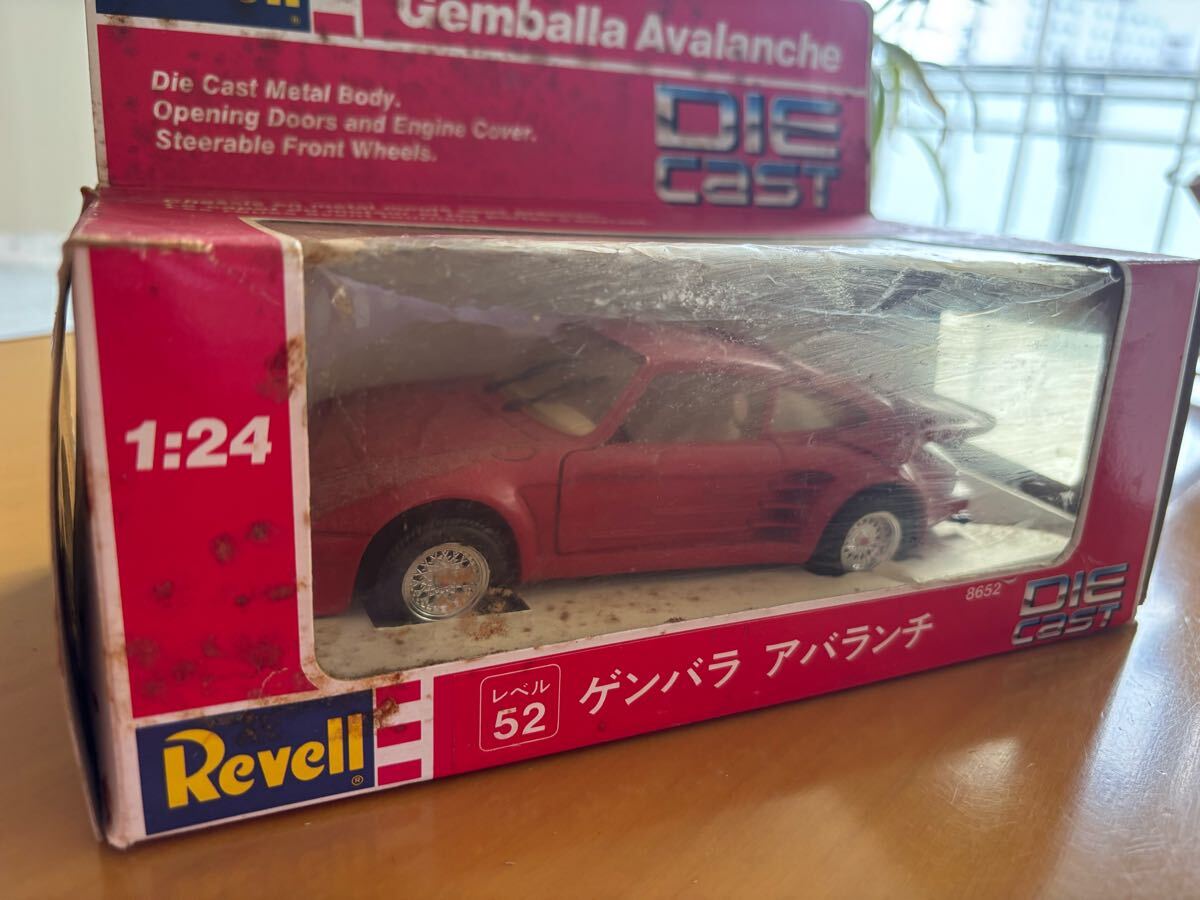 Gemballa Avalanche
Die Cast Metal Body.
Opening Doors and Engine Cover.
Steerable Front Wheels.
DIE
CAST
1:24
8652
DIE
CAST
レベル
52
ゲンバラ アバランチ
Revell®